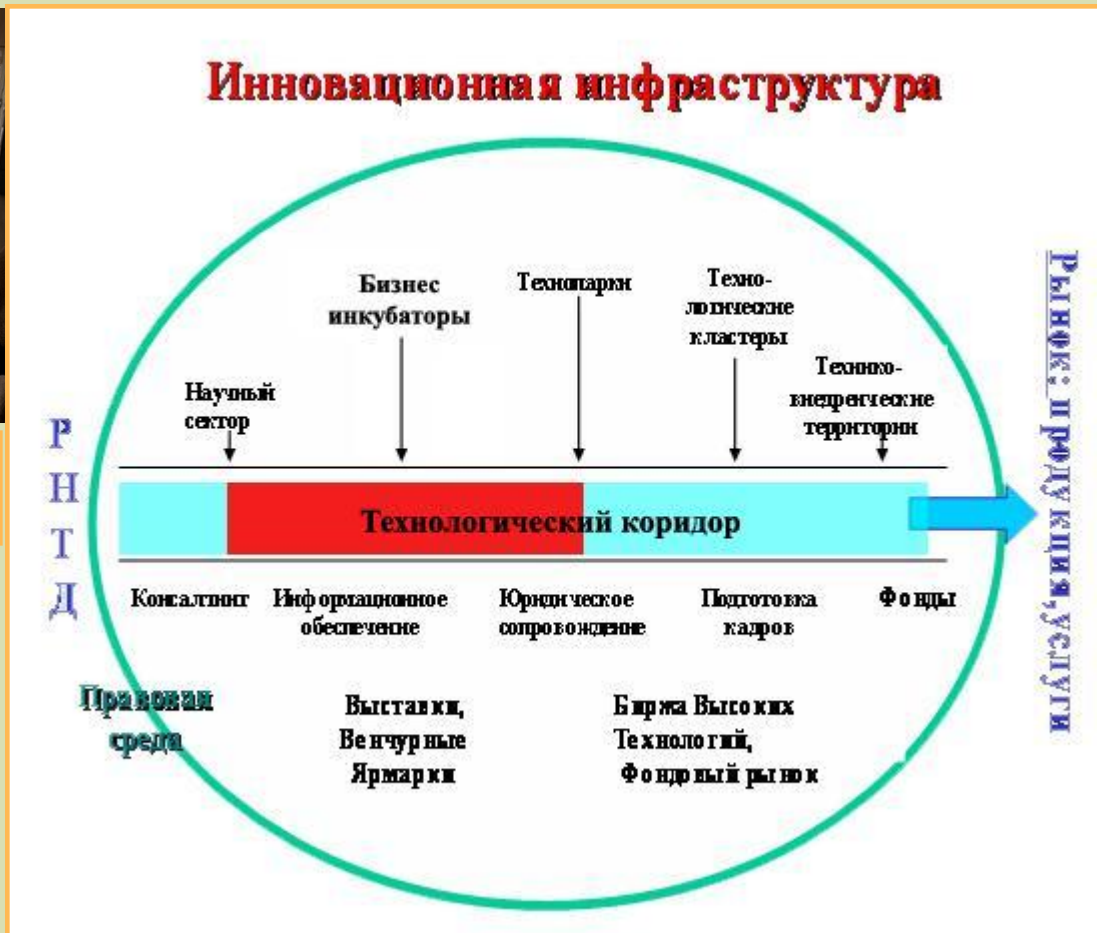 Инновационная инфраструктура
Бизнес
инкубаторы
Технопарки
Техно-
логические
кластеры
Научный
сектор
Технико-
внедренческие
территории
РНТД
Технологический коридор
Рынок: продукция,услуги
Консалтинг
Информационное
обеспечение
Юридическое
сопровождение
Подготовка
кадров
Фонды
Правовая
среда
Выставки,
Венчурные
Ярмарки
Биржа Высоких
Технологий,
Фондовый рынок